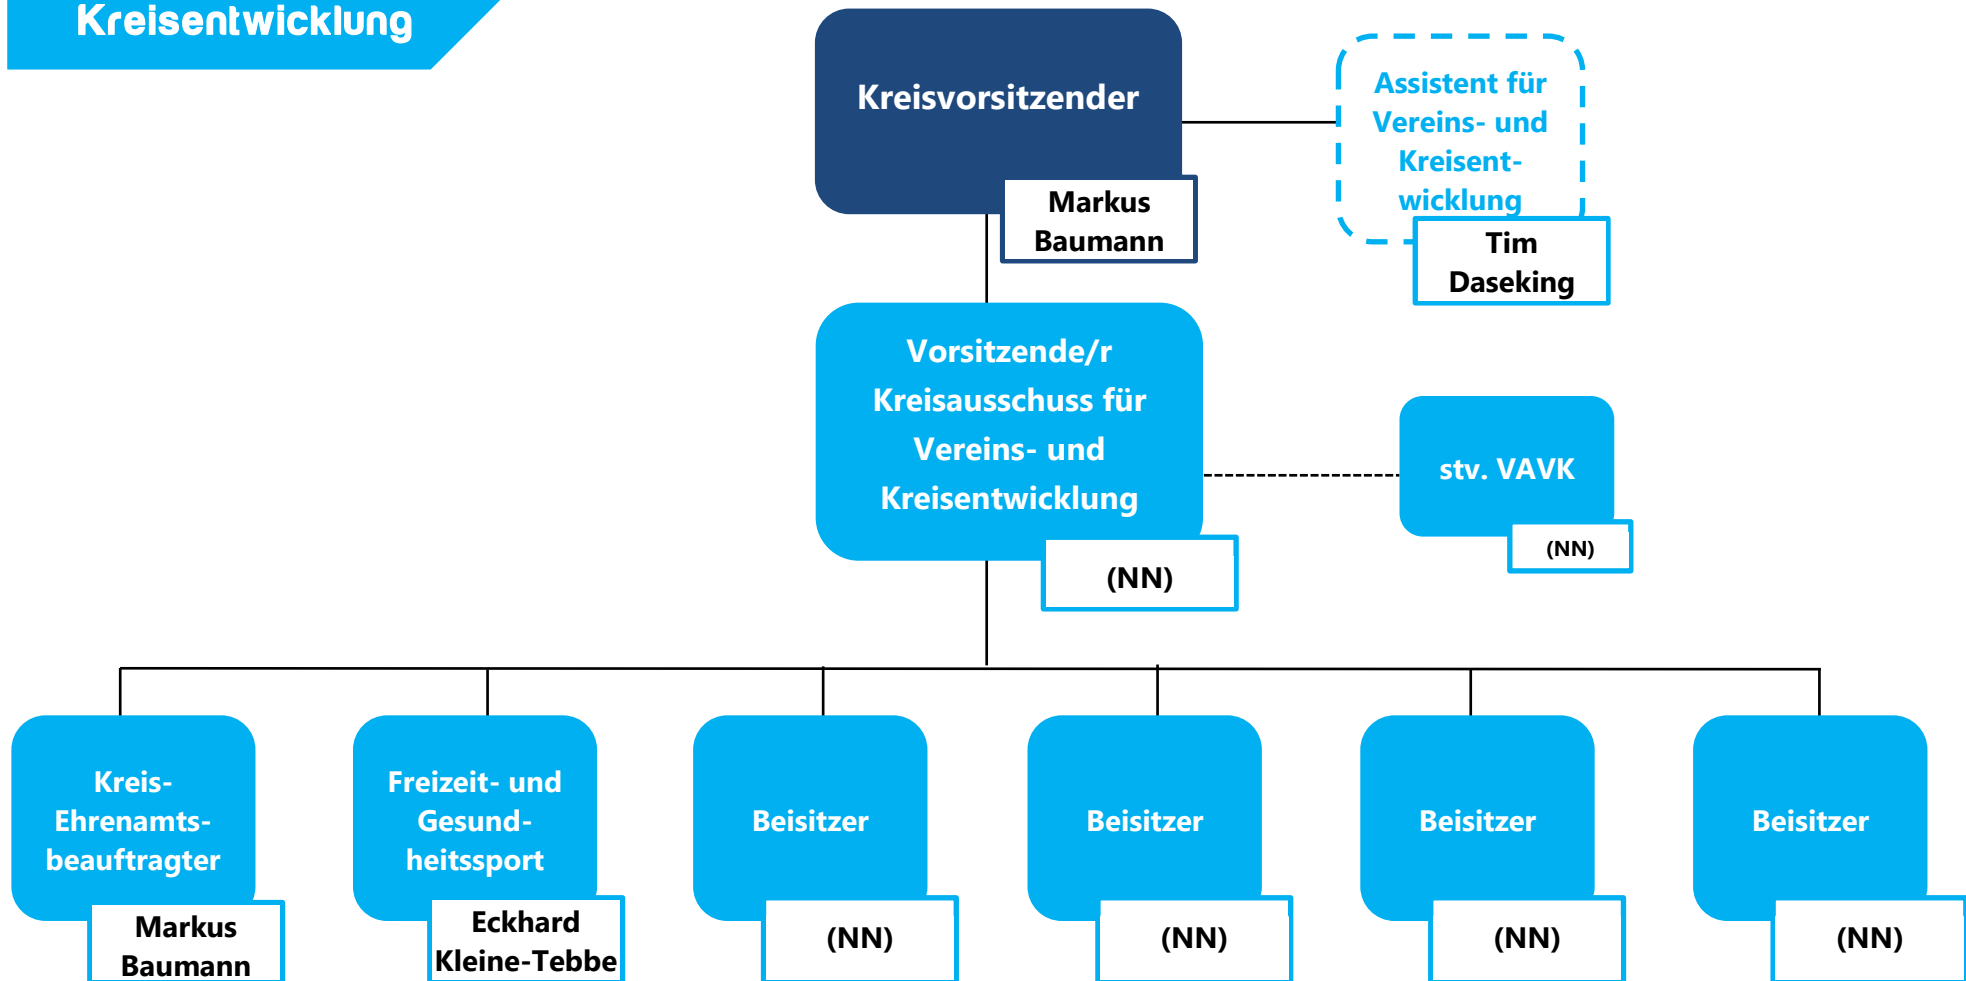 Kreisentwicklung
Kreisvorsitzender
Markus
Baumann
Assistent für
Vereins- und
Kreisent-
wicklung
Tim
Daseking
Vorsitzende/r
Kreisausschuss für
Vereins- und
Kreisentwicklung
(NN)
stv. VAVK
(NN)
Kreis-
Ehrenamts-
beauftragter
Markus
Baumann
Freizeit- und
Gesund-
heitssport
Eckhard
Kleine-Tebbe
Beisitzer
(NN)
Beisitzer
(NN)
Beisitzer
(NN)
Beisitzer
(NN)